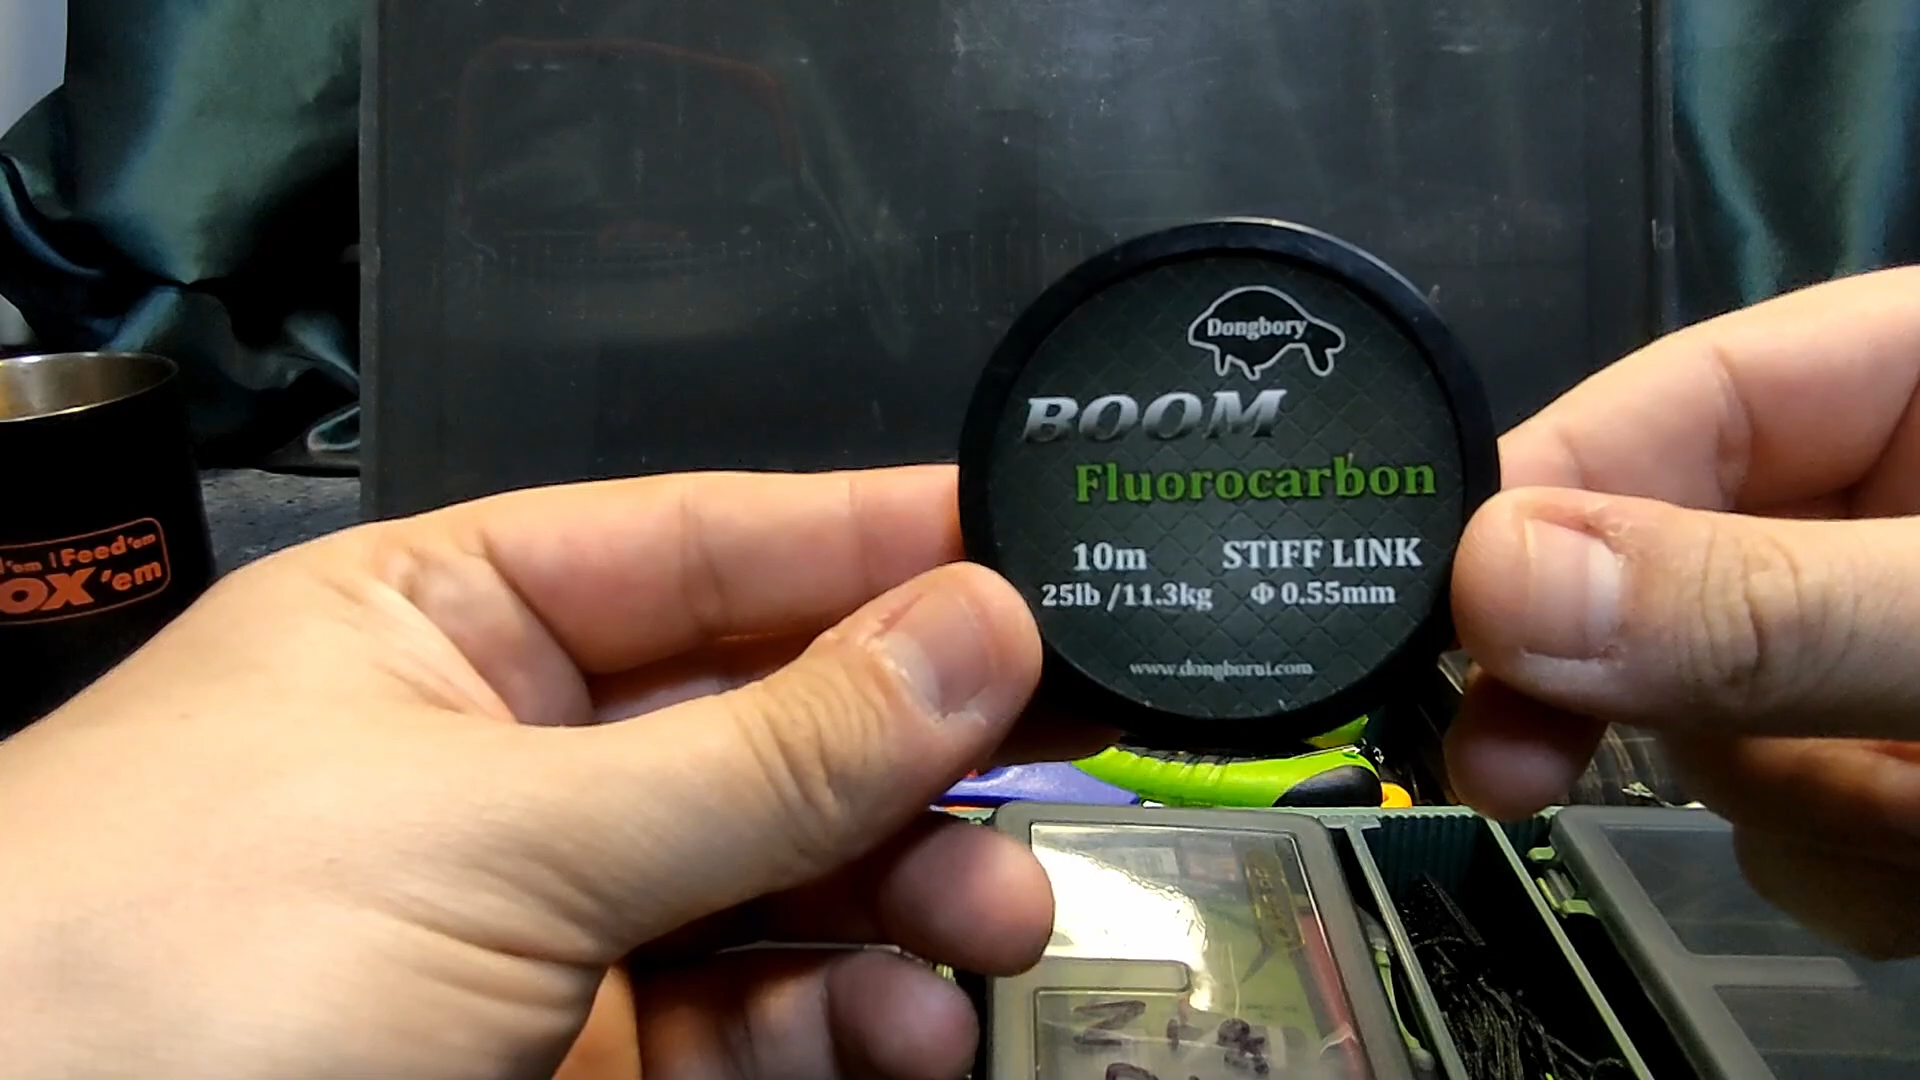 Dongbory
BOOM
Fluorocarbon
10m STIFF LINK
25lb /11.3kg Φ 0.55mm
www.dongborui.com
'em | Feed'em
OX'em